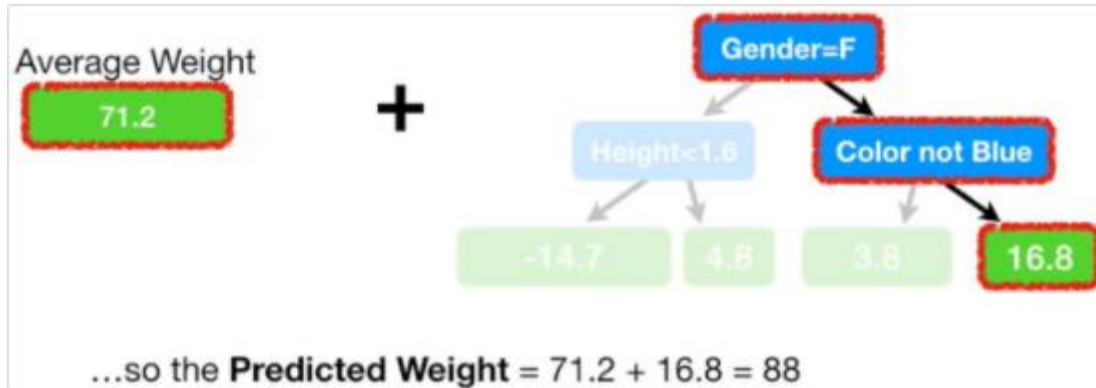 Gender=F
Average Weight
71.2
+
Height<1.6
Color not Blue
-14.7
4.8
3.8
16.8
...so the Predicted Weight = 71.2 + 16.8 = 88